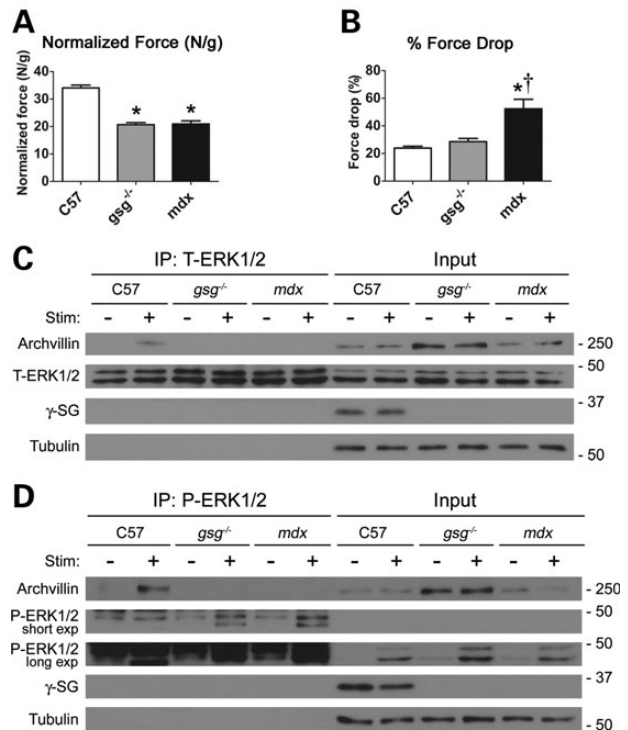 A
Normalized Force (N/g)
Normalized force (N/g)
40
30
20
10
0
* *
C57 gsg-/- mdx
B
% Force Drop
Force drop (%)
80
60
40
20
0
*†
C57 gsg-/- mdx
C
IP: T-ERK1/2 Input
C57 gsg-/- mdx C57 gsg-/- mdx
Stim: - + - + - + - + - + - +
Archvillin - 250
T-ERK1/2 - 50
γ-SG - 37
Tubulin - 50
D
IP: P-ERK1/2 Input
C57 gsg-/- mdx C57 gsg-/- mdx
Stim: - + - + - + - + - + - +
Archvillin - 250
P-ERK1/2 - 50
short exp
P-ERK1/2 - 50
long exp
γ-SG - 37
Tubulin - 50